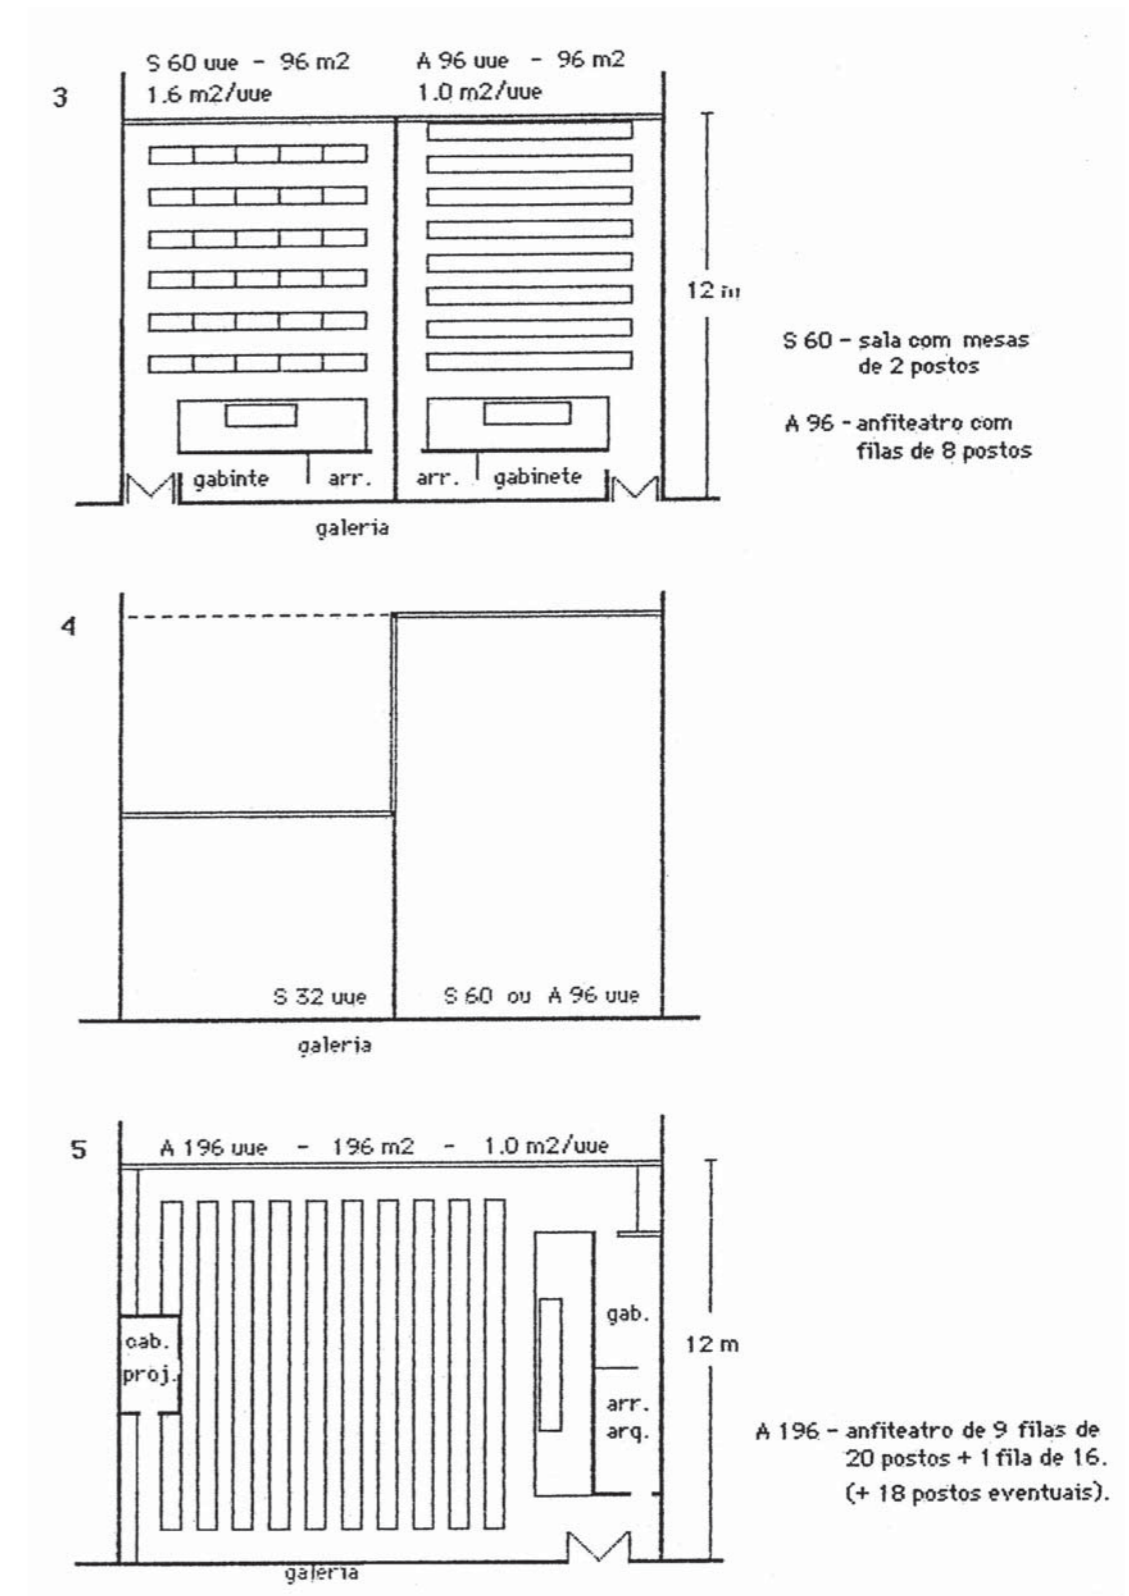 3
S 60 uue - 96 m2
1.6 m2/uue
A 96 uue - 96 m2
1.0 m2/uue
12 m
S 60 - sala com mesas
de 2 postos
A 96 - anfiteatro com
filas de 8 postos
gabinte
arr.
arr.
gabinete
galeria
4
S 32 uue
S 60 ou A 96 uue
galeria
5
A 196 uue - 196 m2 - 1.0 m2/uue
cab.
proj.
gab.
arr.
arq.
12 m
A 196 - anfiteatro de 9 filas de
20 postos + 1 fila de 16.
(+ 18 postos eventuais).
galeria